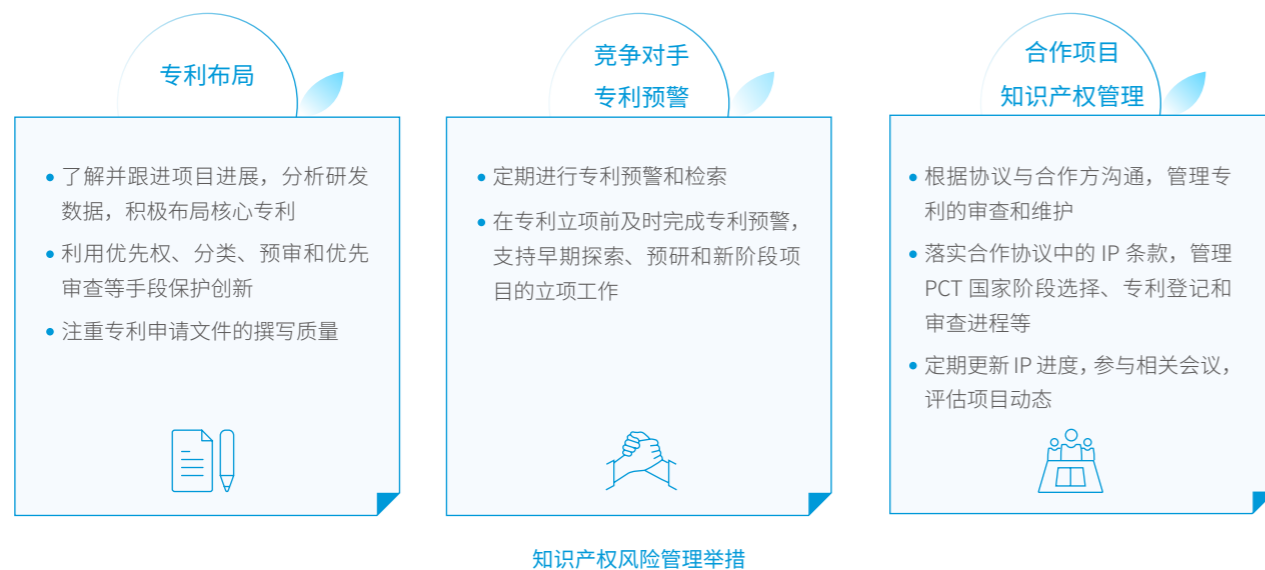 专利布局
• 了解并跟进项目进展，分析研发
数据，积极布局核心专利
• 利用优先权、分类、预审和优先
审查等手段保护创新
• 注重专利申请文件的撰写质量
竞争对手
专利预警
• 定期进行专利预警和检索
• 在专利立项前及时完成专利预警，
支持早期探索、预研和新阶段项
目的立项工作
合作项目
知识产权管理
• 根据协议与合作方沟通，管理专
利的审查和维护
• 落实合作协议中的 IP 条款，管理
PCT 国家阶段选择、专利登记和
审查进程等
• 定期更新 IP 进度，参与相关会议，
评估项目动态
知识产权风险管理举措